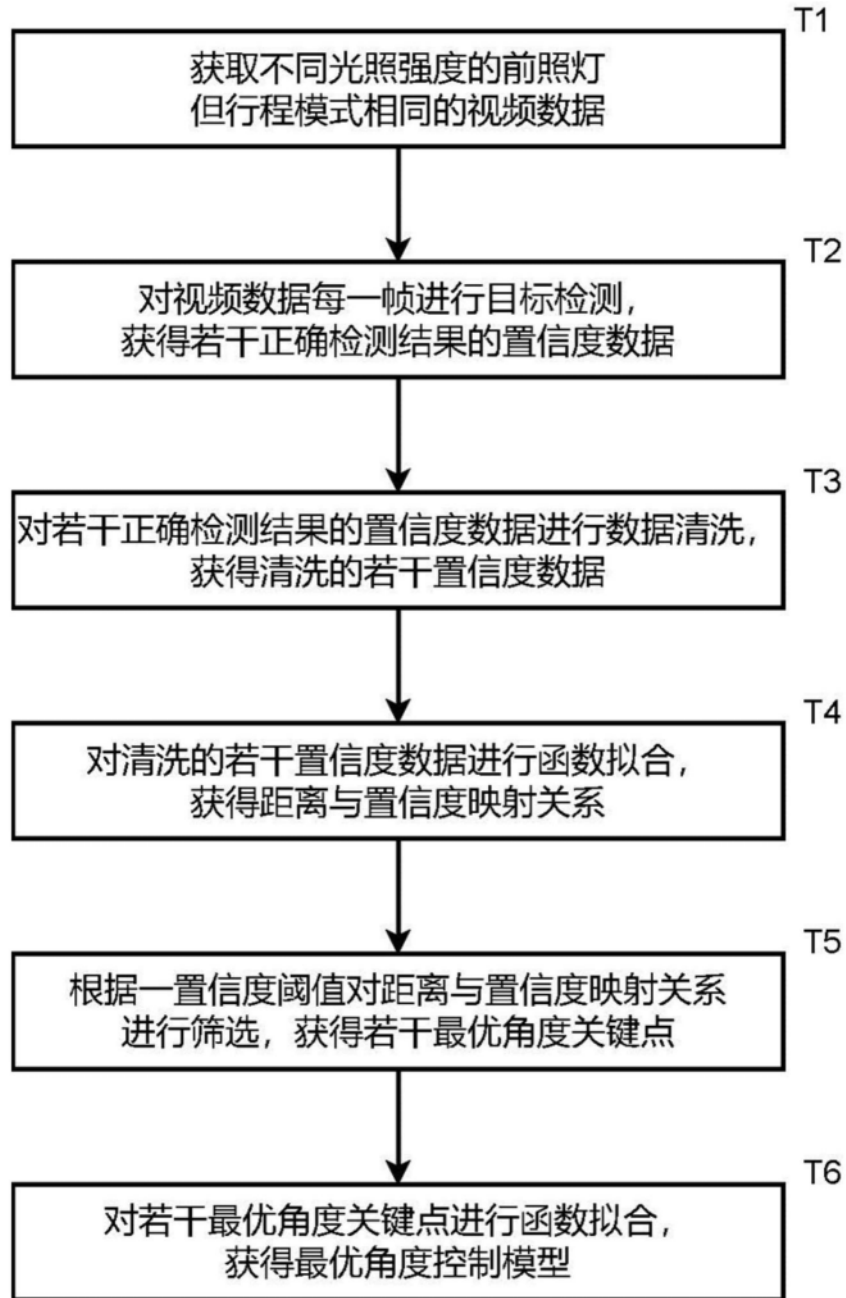 T1
获取不同光照强度的前照灯
但行程模式相同的视频数据
T2
对视频数据每一帧进行目标检测，
获得若干正确检测结果的置信度数据
T3
对若干正确检测结果的置信度数据进行数据清洗，
获得清洗的若干置信度数据
T4
对清洗的若干置信度数据进行函数拟合，
获得距离与置信度映射关系
T5
根据一置信度阈值对距离与置信度映射关系
进行筛选，获得若干最优角度关键点
T6
对若干最优角度关键点进行函数拟合，
获得最优角度控制模型